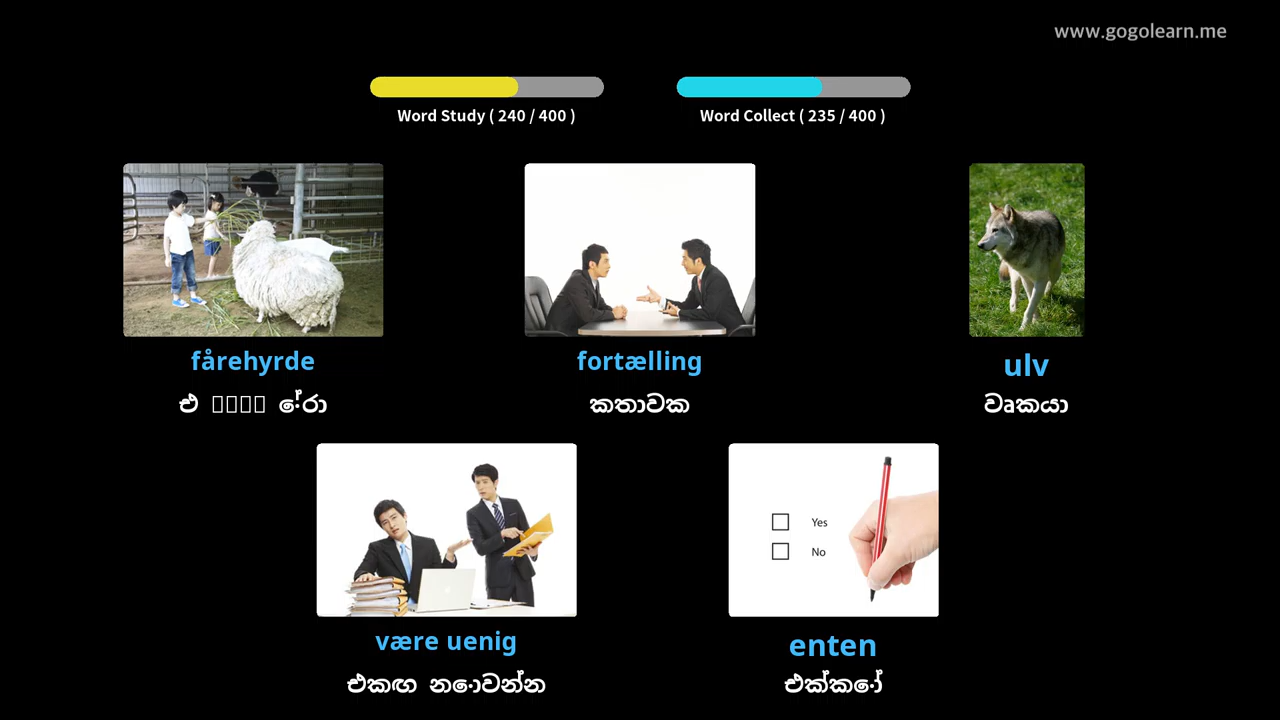 www.gogolearn.me
Word Study ( 240 / 400 )
Word Collect ( 235 / 400 )
fårehyrde
fortælling
ulv
කතාවක
වෘකයා
Yes
No
være uenig
enten
එකඟ නොවන්න
එක්කෝ